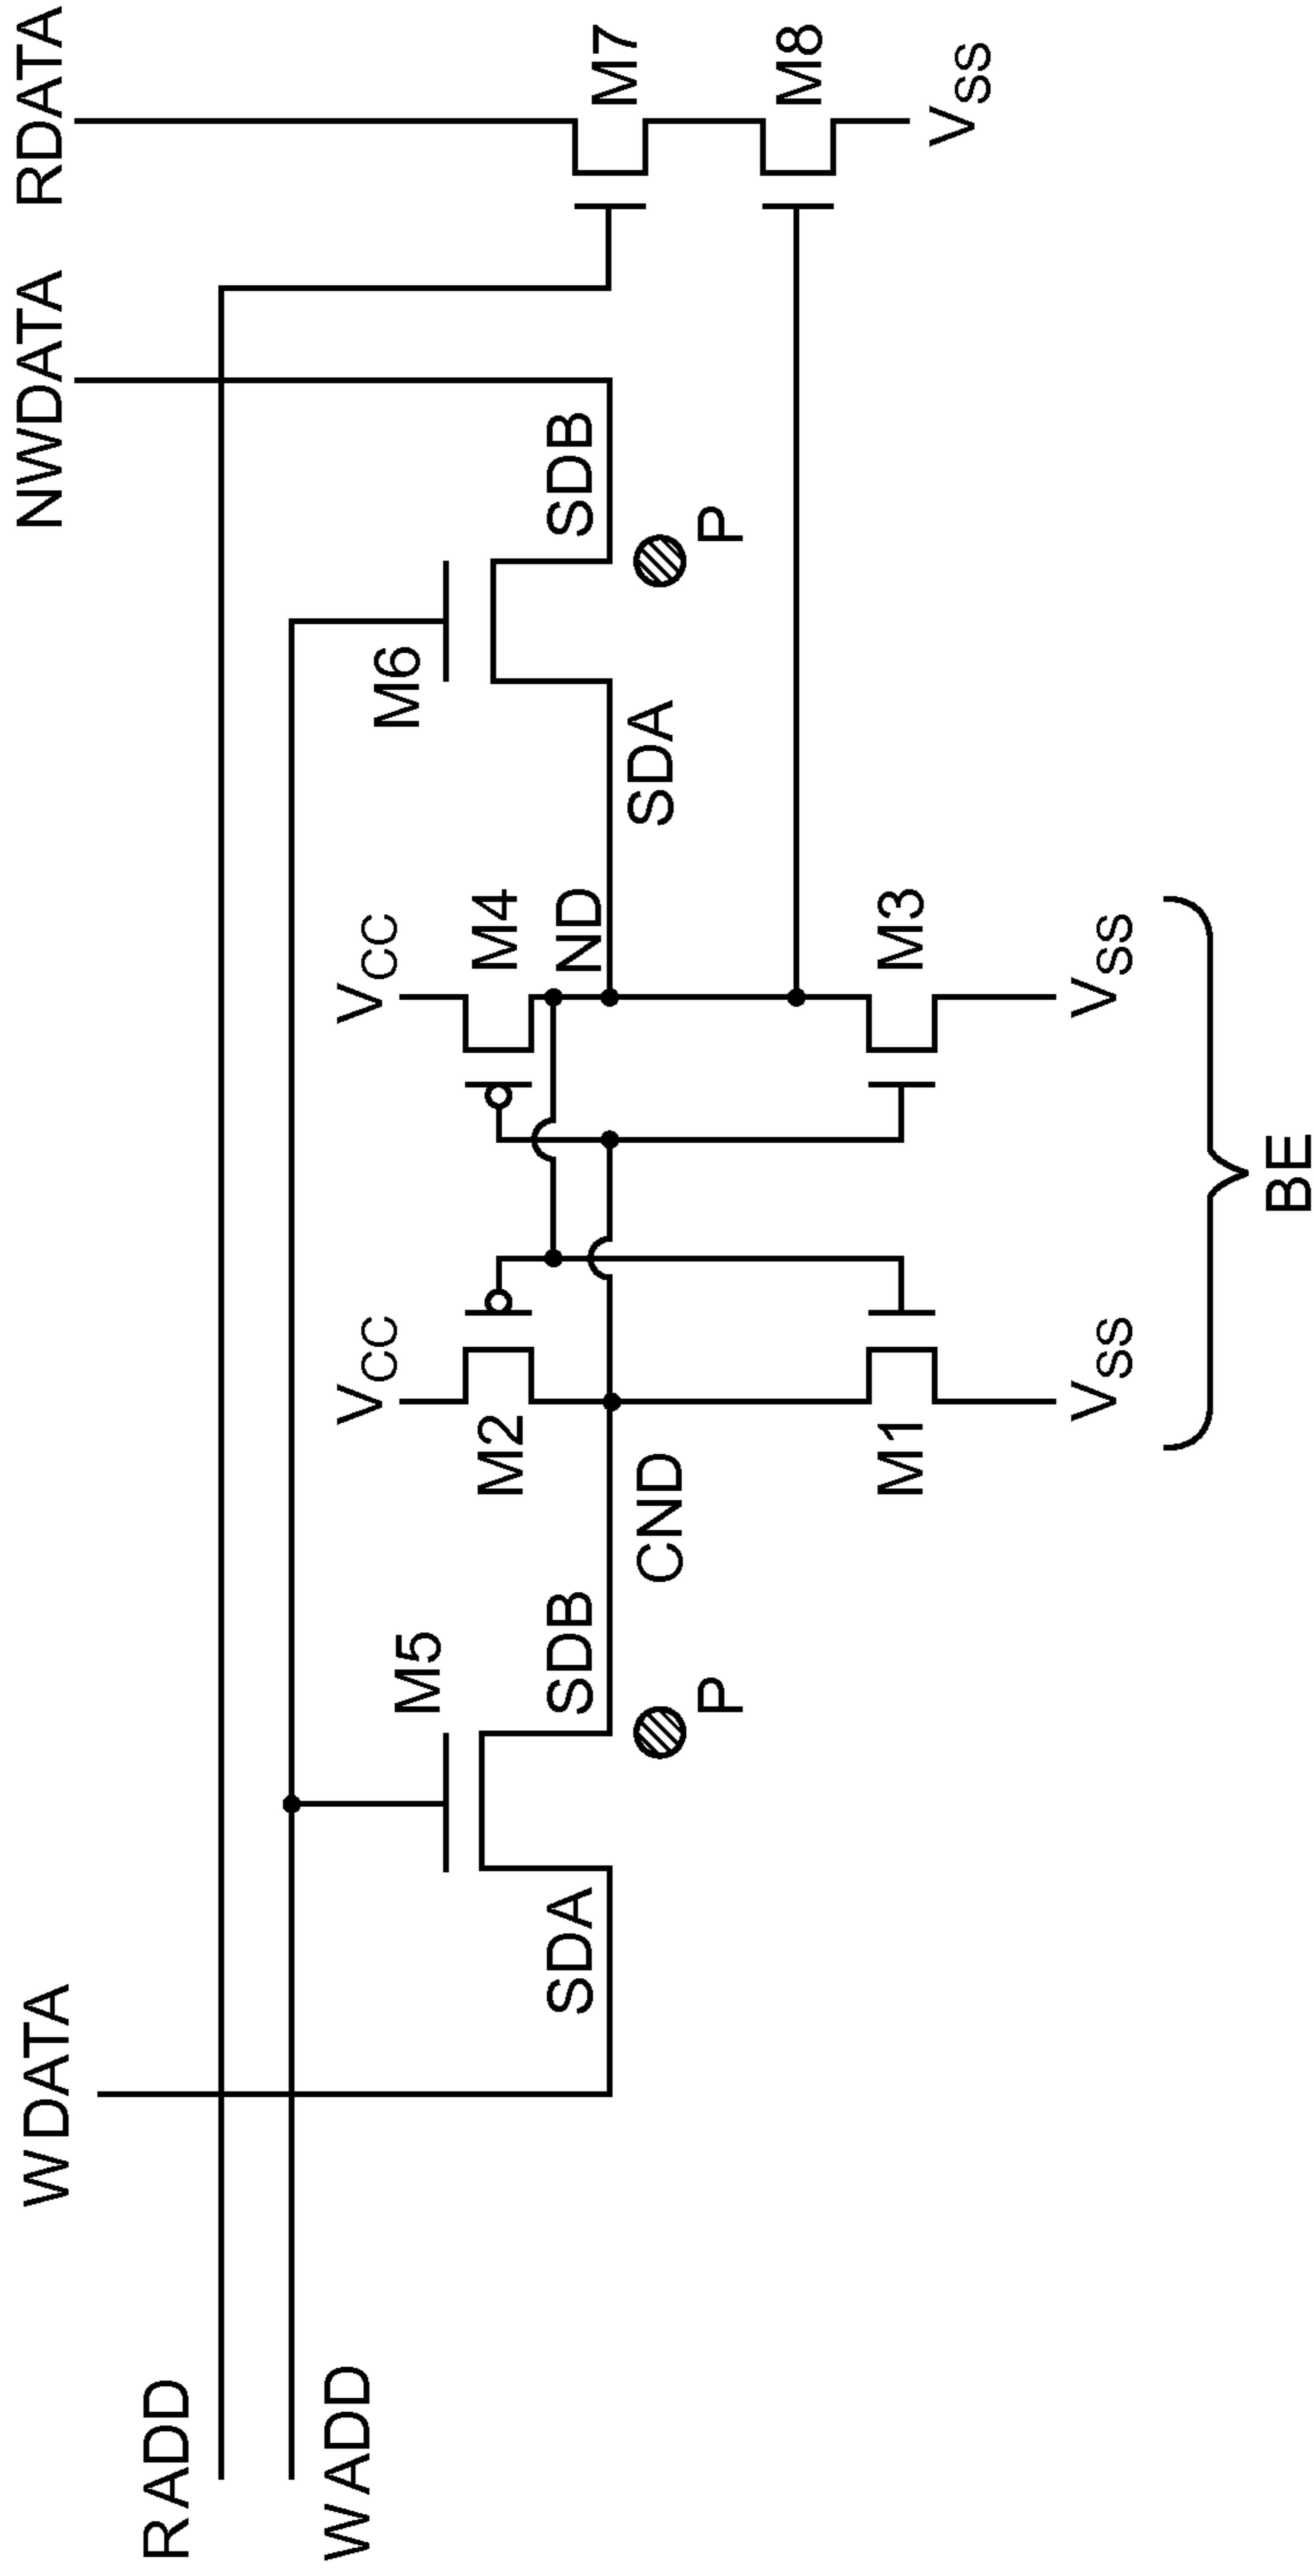 WDATA
NWDATA
RDATA
RADD
WADD
M5
M6
M7
M8
VSS
SDA
SDB
P
CND
VCC
M2
VCC
M4
ND
SDA
SDB
P
M1
M3
VSS
VSS
BE